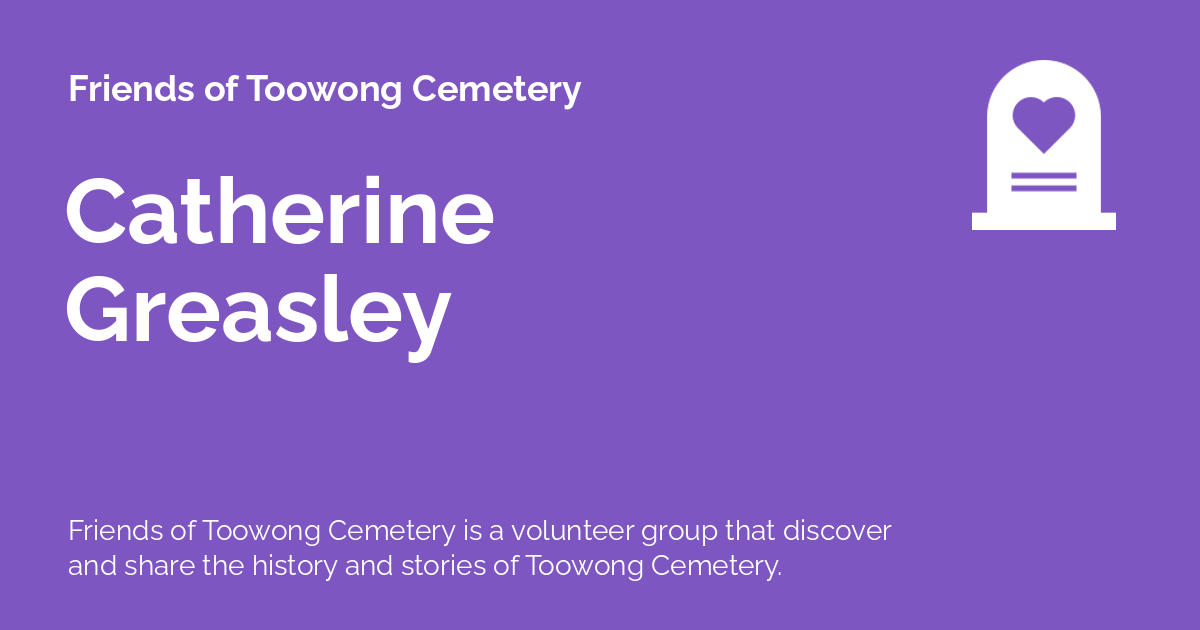 Friends of Toowong Cemetery
Catherine
Greasley
Friends of Toowong Cemetery is a volunteer group that discover
and share the history and stories of Toowong Cemetery.